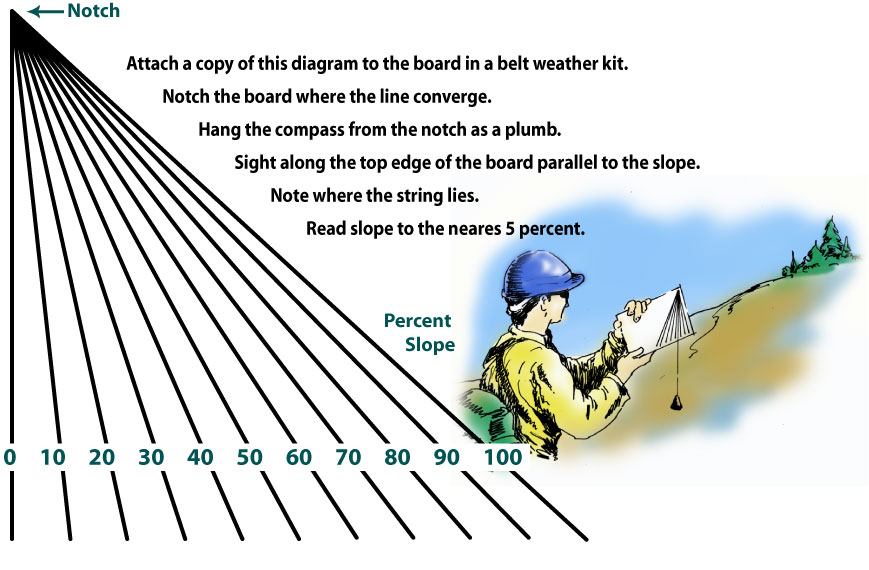 Notch
Attach a copy of this diagram to the board in a belt weather kit.
Notch the board where the line converge.
Hang the compass from the notch as a plumb.
Sight along the top edge of the board parallel to the slope.
Note where the string lies.
Read slope to the neares 5 percent.
Percent
Slope
0 10 20 30 40 50 60 70 80 90 100